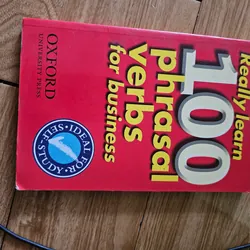 Really learn
100
phrasal
verbs
for business
IDEAL FOR
SELF-STUDY
OXFORD
UNIVERSITY PRESS